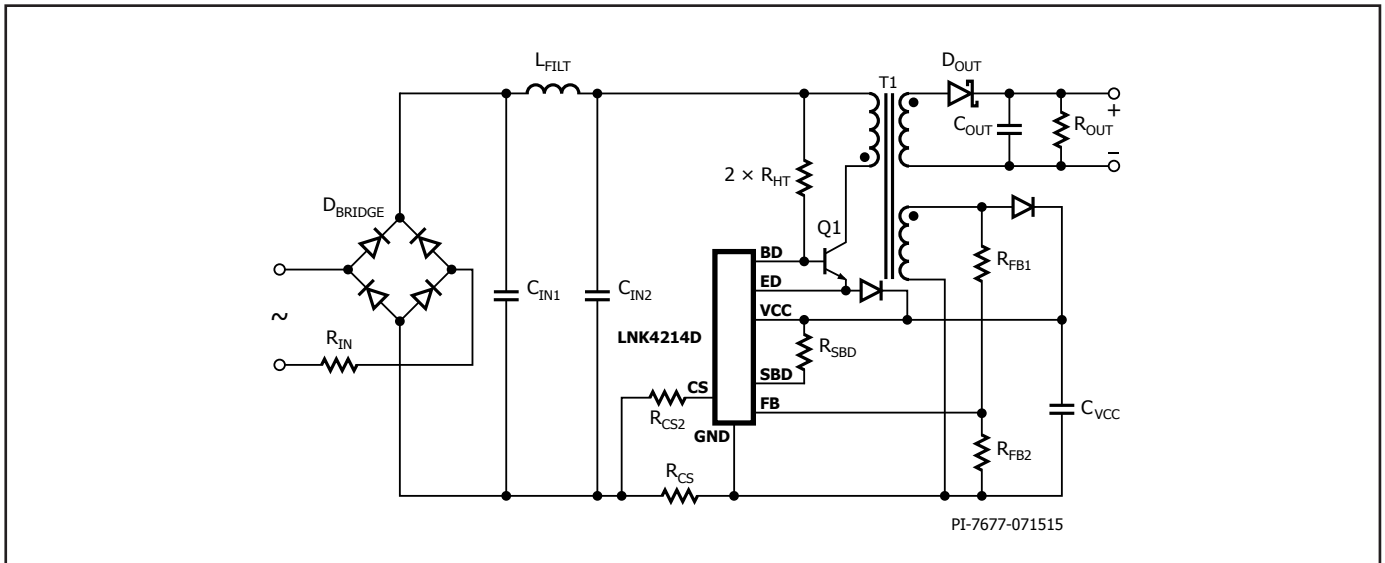 L_FILT
T1
D_OUT
+
C_OUT
R_OUT
−
2 × R_HT
D_BRIDGE
Q1
BD
R_FB1
ED
C_IN1
C_IN2
VCC
~
LNK4214D
R_SBD
R_IN
CS
SBD
FB
R_CS2
C_VCC
GND
R_FB2
R_CS
PI-7677-071515